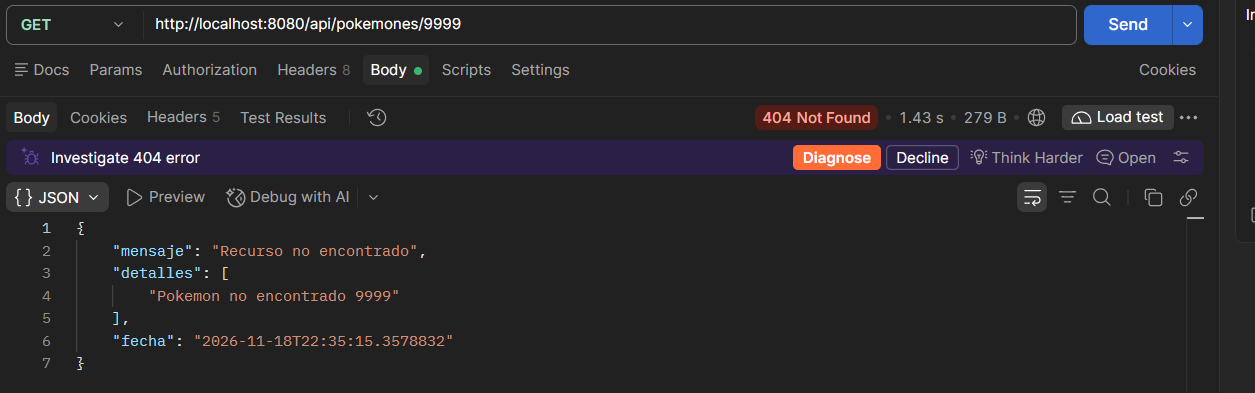 GET http://localhost:8080/api/pokemones/9999 Send
Docs Params Authorization Headers 8 Body Scripts Settings Cookies
Body Cookies Headers 5 Test Results 404 Not Found 1.43 s 279 B Load test
Investigate 404 error Diagnose Decline Think Harder Open
{} JSON Preview Debug with AI
1 {
2 "mensaje": "Recurso no encontrado",
3 "detalles": [
4 "Pokemon no encontrado 9999"
5 ],
6 "fecha": "2026-11-18T22:35:15.3578832"
7 }